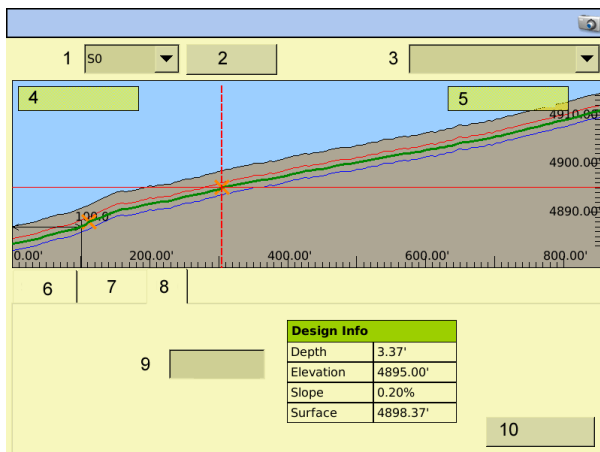 1 S0 2 3
4 5
4910.00'
4900.00'
4890.00'
100.0
0.00' 200.00' 400.00' 600.00' 800.00'
6 7 8
Design Info
9
Depth 3.37'
Elevation 4895.00'
Slope 0.20%
Surface 4898.37'
10